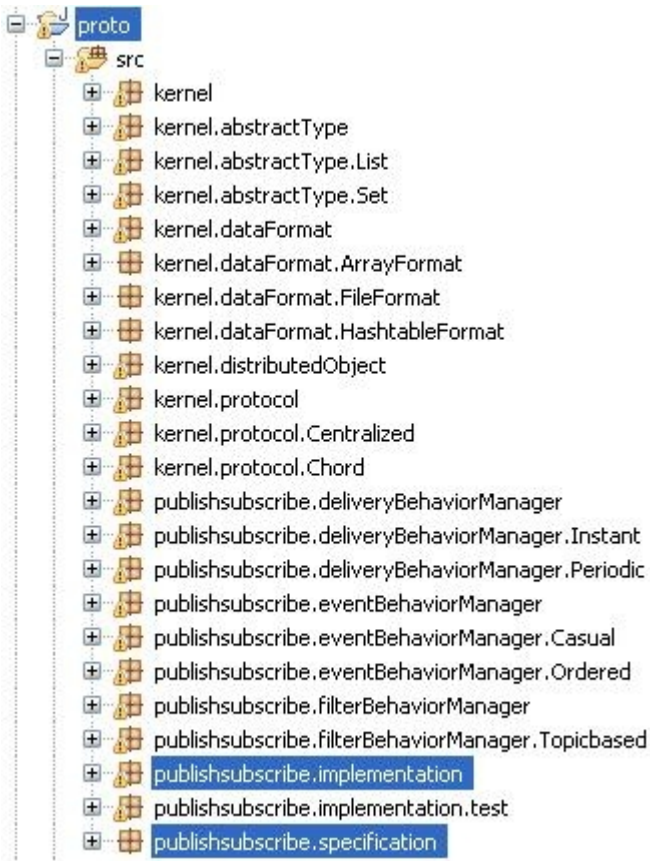 proto
src
kernel
kernel.abstractType
kernel.abstractType.List
kernel.abstractType.Set
kernel.dataFormat
kernel.dataFormat.ArrayFormat
kernel.dataFormat.FileFormat
kernel.dataFormat.HashtableFormat
kernel.distributedObject
kernel.protocol
kernel.protocol.Centralized
kernel.protocol.Chord
publishsubscribe.deliveryBehaviorManager
publishsubscribe.deliveryBehaviorManager.Instant
publishsubscribe.deliveryBehaviorManager.Periodic
publishsubscribe.eventBehaviorManager
publishsubscribe.eventBehaviorManager.Casual
publishsubscribe.eventBehaviorManager.Ordered
publishsubscribe.filterBehaviorManager
publishsubscribe.filterBehaviorManager.Topicbased
publishsubscribe.implementation
publishsubscribe.implementation.test
publishsubscribe.specification